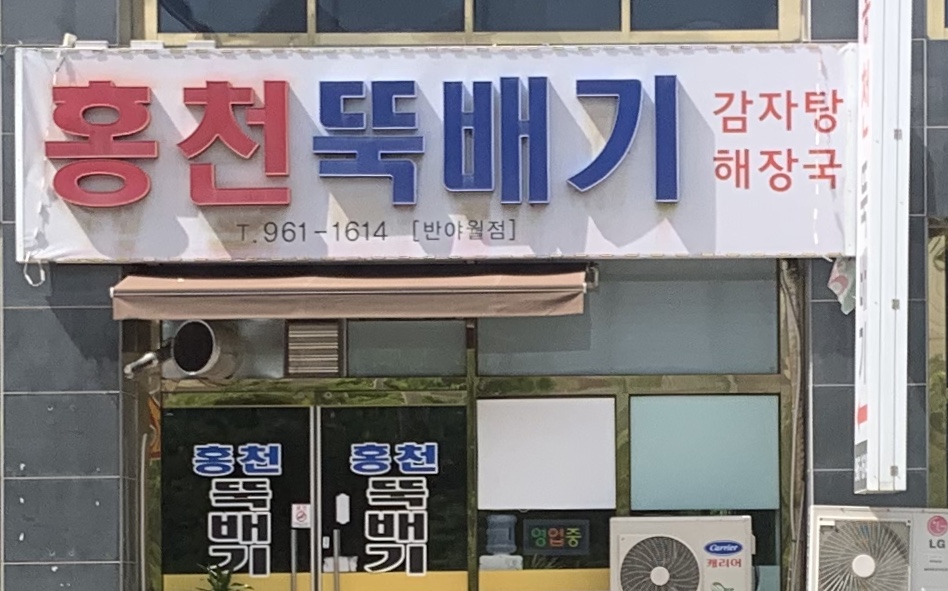 홍천뚝배기 감자탕
해장국
T.961-1614 [반야월점]
홍천
뚝
배
기
홍천
뚝
배
기
영업중
Carrier
캐리어
LG